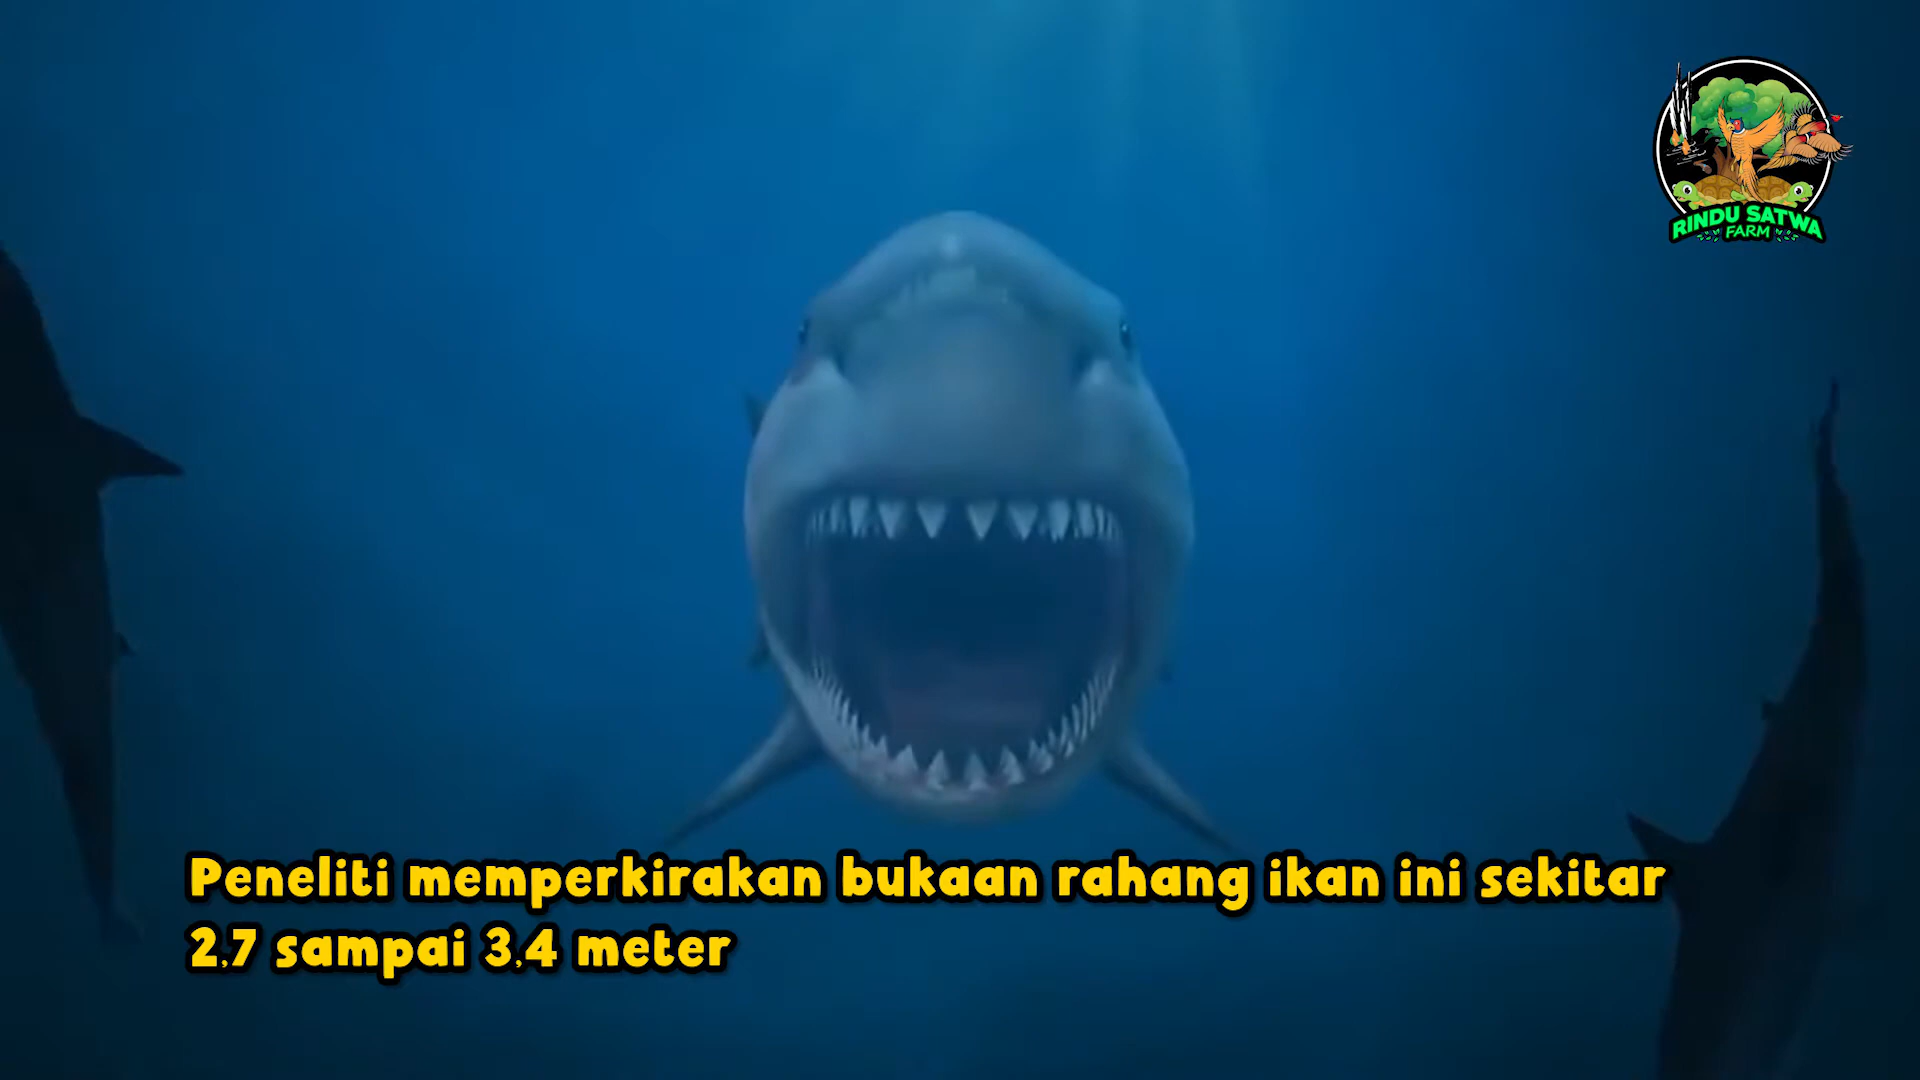 RINDU SATWA
FARM
Peneliti memperkirakan bukaan rahang ikan ini sekitar
2,7 sampai 3,4 meter